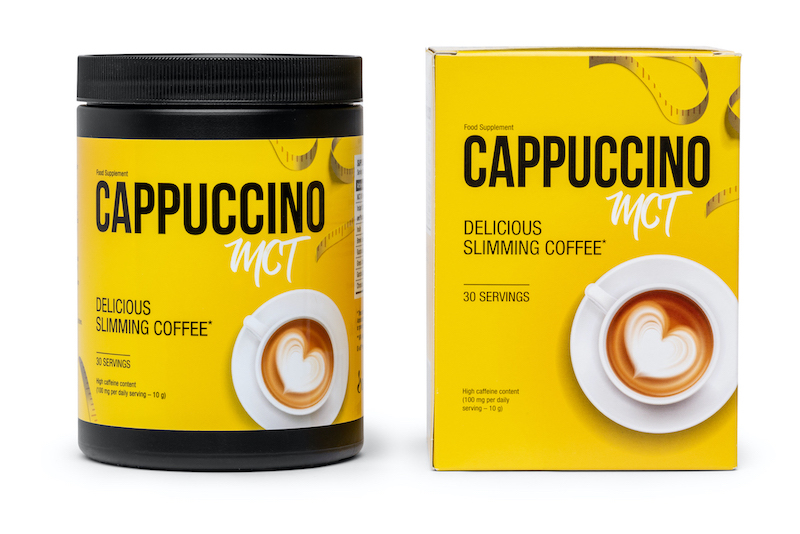 Food Supplement
CAPPUCCINO
MCT
DELICIOUS
SLIMMING COFFEE*
30 SERVINGS
High caffeine content
(100 mg per daily serving – 10 g)
Food Supplement
CAPPUCCINO
MCT
DELICIOUS
SLIMMING COFFEE*
30 SERVINGS
High caffeine content
(100 mg per daily
serving – 10 g)